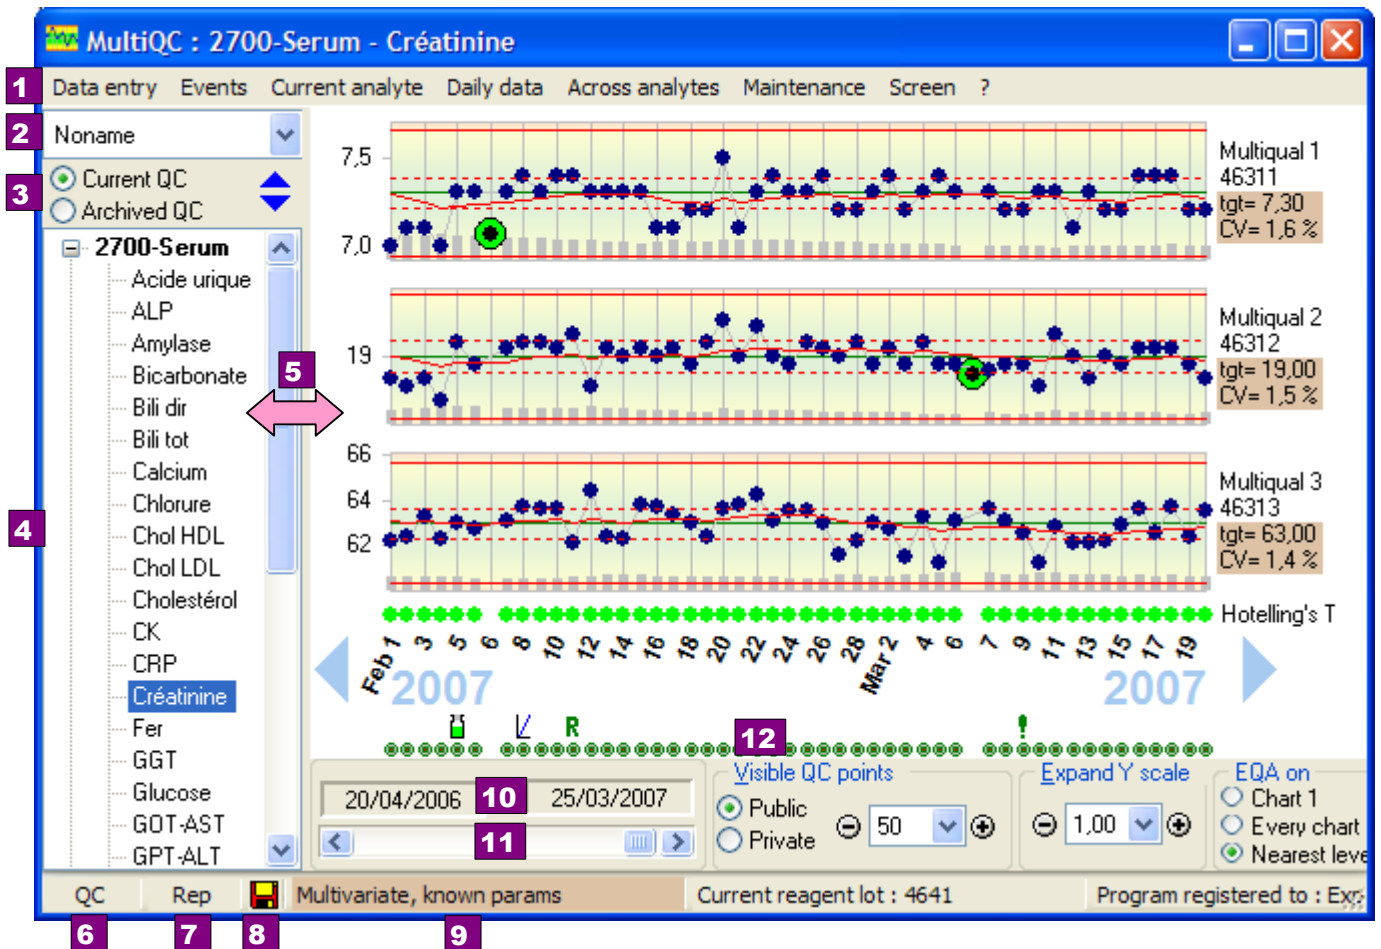 MultiQC : 2700-Serum - Créatinine
1 Data entry Events Current analyte Daily data Across analytes Maintenance Screen ?
2 Noname
3 Current QC
Archived QC
2700-Serum
Acide urique
ALP
Amylase
Bicarbonate
5
Bili dir
Bili tot
Calcium
Chlorure
4 Chol HDL
Chol LDL
Cholestérol
CK
CRP
Créatinine
Fer
GGT
Glucose
GOT-AST
GPT-ALT
7,5
7,0
Multiqual 1
46311
tgt= 7,30
CV= 1,6 %
19
Multiqual 2
46312
tgt= 19,00
CV= 1,5 %
66
64
62
Multiqual 3
46313
tgt= 63,00
CV= 1,4 %
Hotelling's T
Feb 1 3 5 6 8 10 12 14 16 18 20 22 24 26 28 Mar 2 4 6 7 9 11 13 15 17 19
2007 2007
R
12
20/04/2006 10 25/03/2007
11
Visible QC points
Public
Private
50
Expand Y scale
1,00
EQA on
Chart 1
Every chart
Nearest leve
QC Rep Multivariate, known params Current reagent lot : 4641 Program registered to : Exp
6 7 8 9